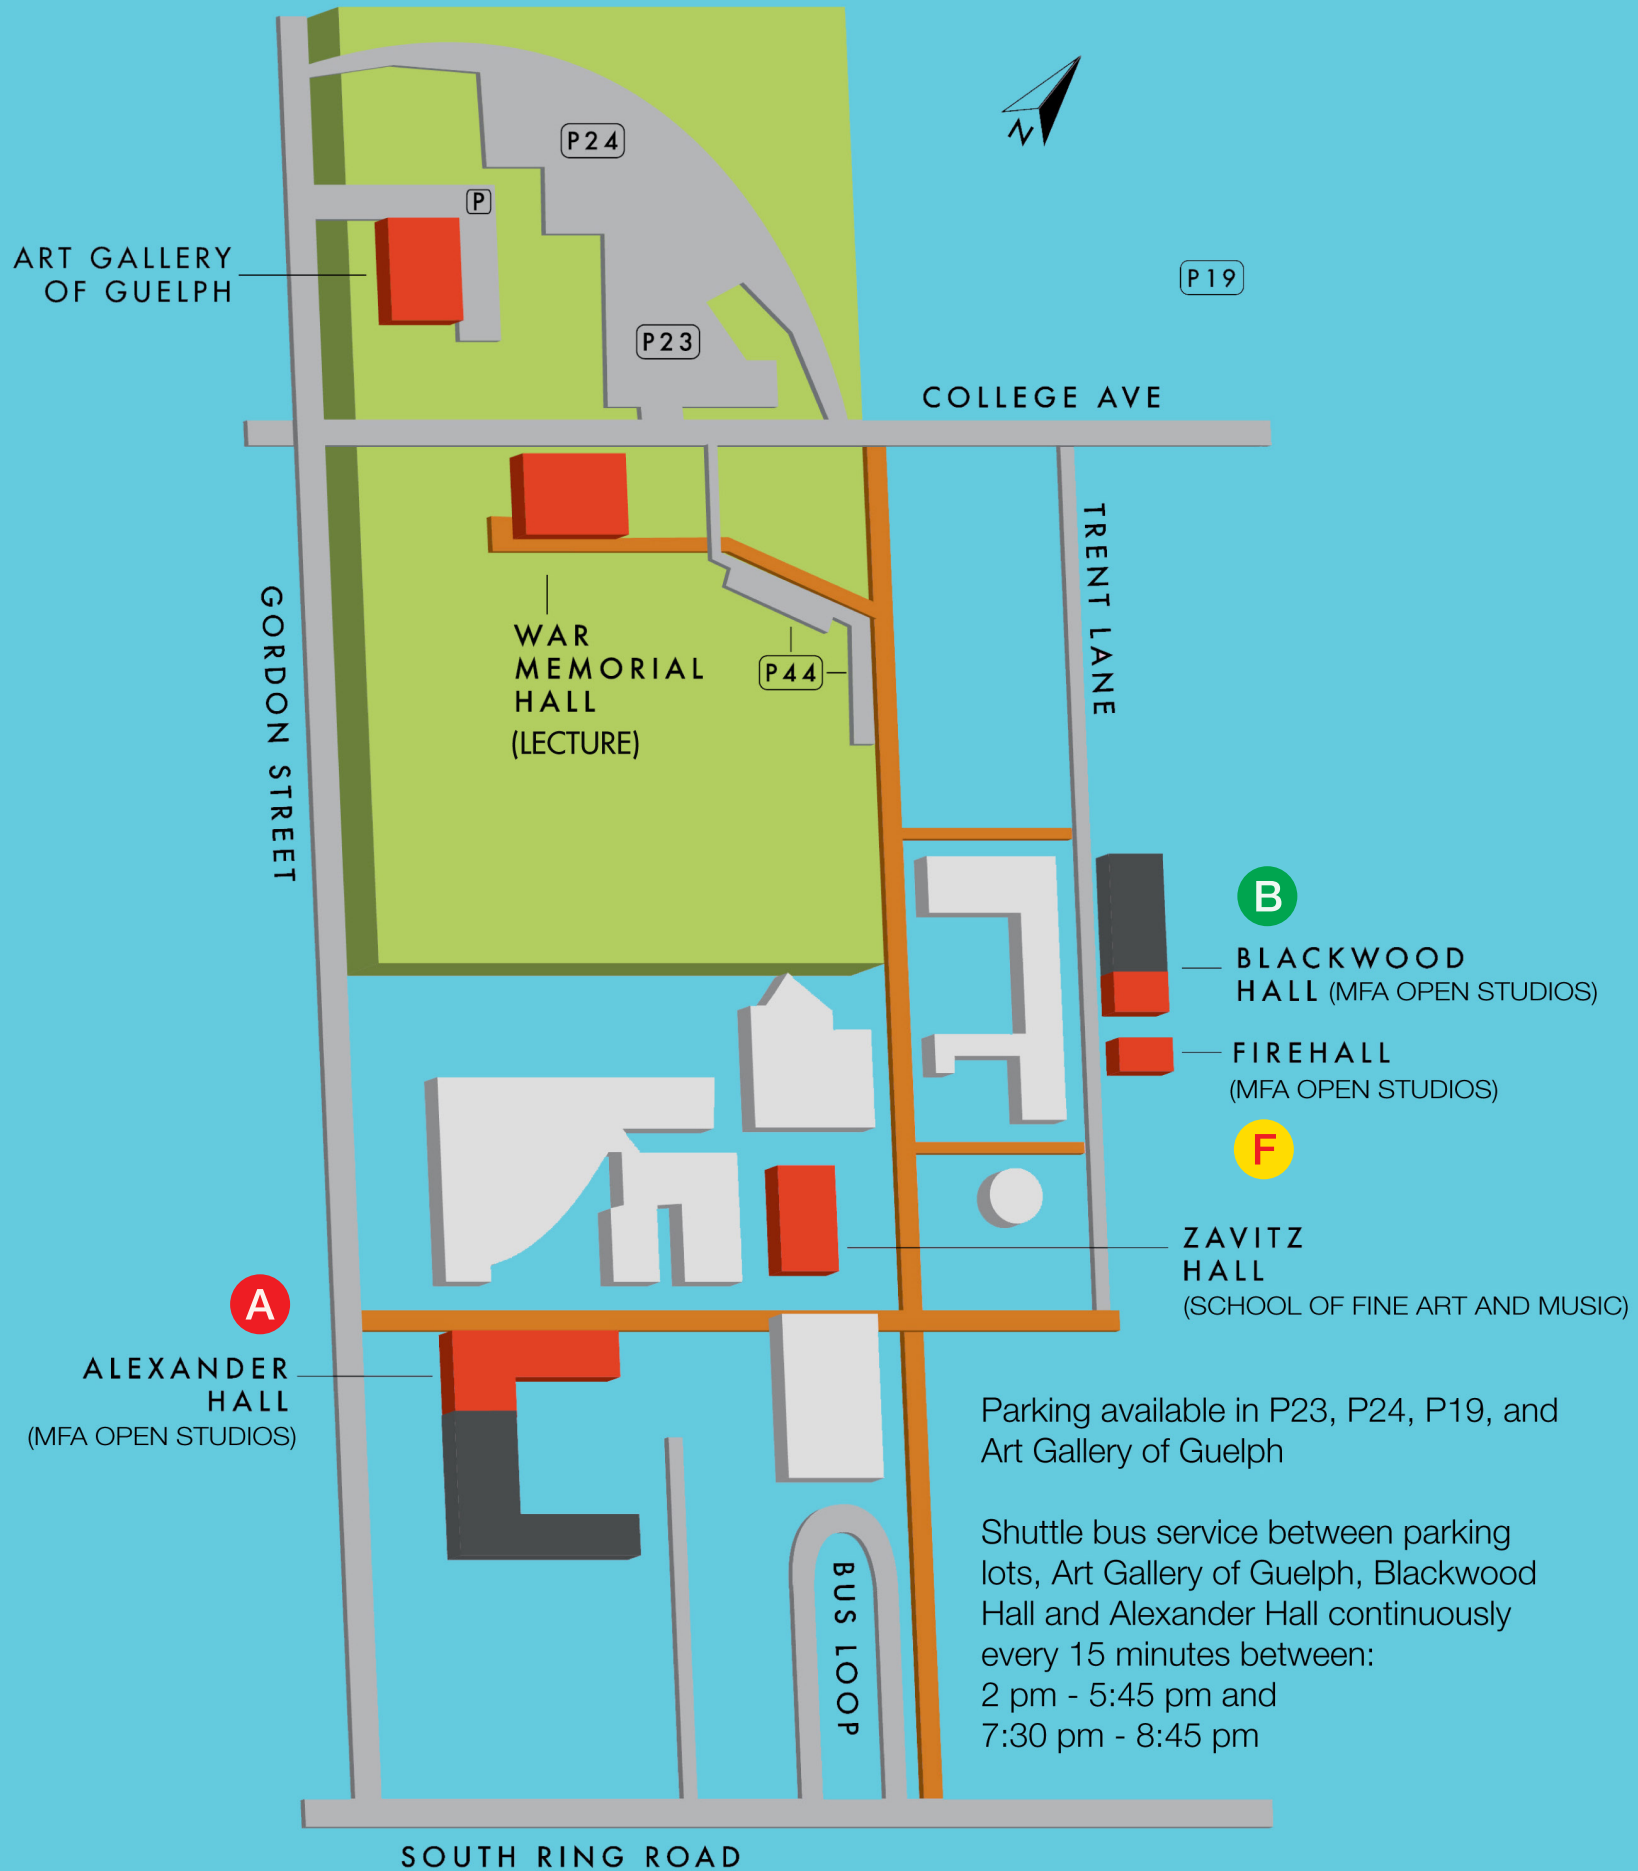 N
P24
P
ART GALLERY
OF GUELPH
P19
P23
COLLEGE AVE
TRENT LANE
GORDON STREET
WAR
MEMORIAL
HALL
(LECTURE)
P44
B
BLACKWOOD
HALL (MFA OPEN STUDIOS)
FIREHALL
(MFA OPEN STUDIOS)
F
ZAVITZ
HALL
(SCHOOL OF FINE ART AND MUSIC)
A
ALEXANDER
HALL
(MFA OPEN STUDIOS)
Parking available in P23, P24, P19, and
Art Gallery of Guelph
Shuttle bus service between parking
lots, Art Gallery of Guelph, Blackwood
Hall and Alexander Hall continuously
every 15 minutes between:
2 pm - 5:45 pm and
7:30 pm - 8:45 pm
BUS LOOP
SOUTH RING ROAD